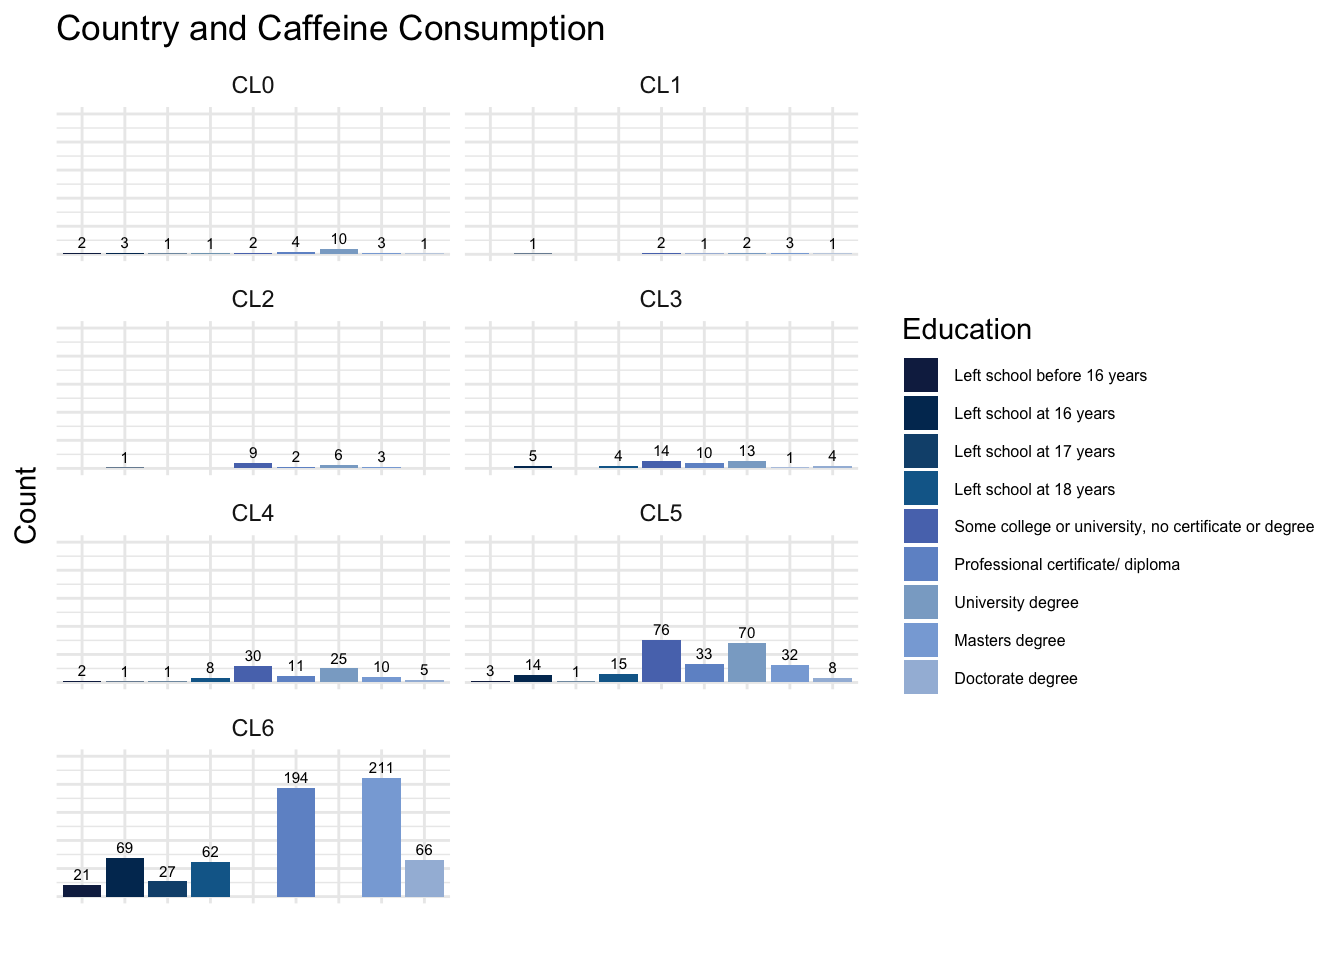 Country and Caffeine Consumption
CL0
CL1
2 3 1 1 2 4 10 3 1
1 2 1 2 3 1
CL2
CL3
1 9 2 6 3
5 4 14 10 13 1 4
CL4
CL5
2 1 1 8 30 11 25 10 5
3 14 1 15 76 33 70 32 8
CL6
21 69 27 62 194 211 66
Count
Education
Left school before 16 years
Left school at 16 years
Left school at 17 years
Left school at 18 years
Some college or university, no certificate or degree
Professional certificate/ diploma
University degree
Masters degree
Doctorate degree